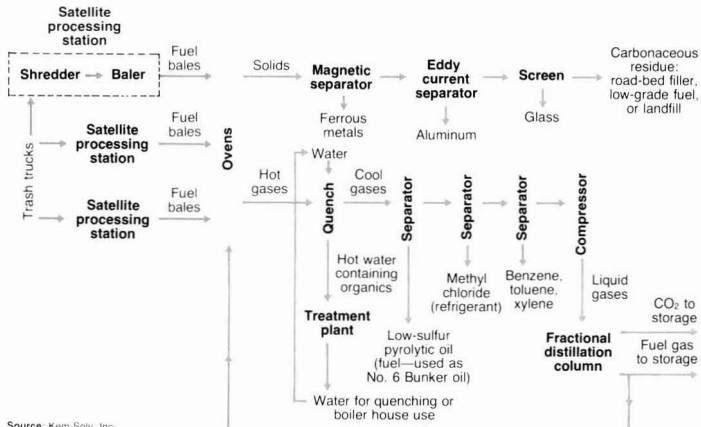 Satellite
processing
station
Shredder
Baler
Fuel
bales
Trash trucks
Satellite
processing
station
Fuel
bales
Satellite
processing
station
Fuel
bales
Ovens
Solids
Magnetic
separator
Ferrous
metals
Eddy
current
separator
Aluminum
Screen
Glass
Carbonaceous
residue:
road-bed filler,
low-grade fuel,
or landfill
Water
Hot
gases
Quench
Cool
gases
Separator
Separator
Separator
Compressor
Hot water
containing
organics
Treatment
plant
Water for quenching or
boiler house use
Low-sulfur
pyrolytic oil
(fuel—used as
No. 6 Bunker oil)
Methyl
chloride
(refrigerant)
Benzene,
toluene,
xylene
Liquid
gases
Fractional
distillation
column
CO₂ to
storage
Fuel gas
to storage
Source: Kem-Solv, Inc.